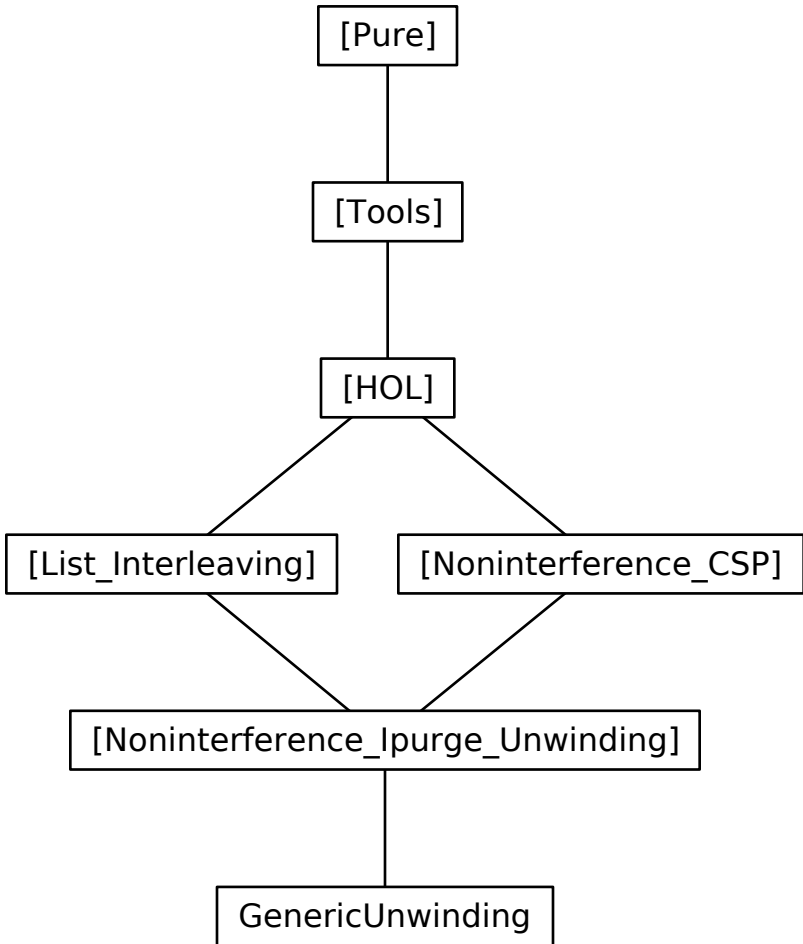 [Pure]
[Tools]
[HOL]
[List_Interleaving]
[Noninterference_CSP]
[Noninterference_Ipurge_Unwinding]
GenericUnwinding